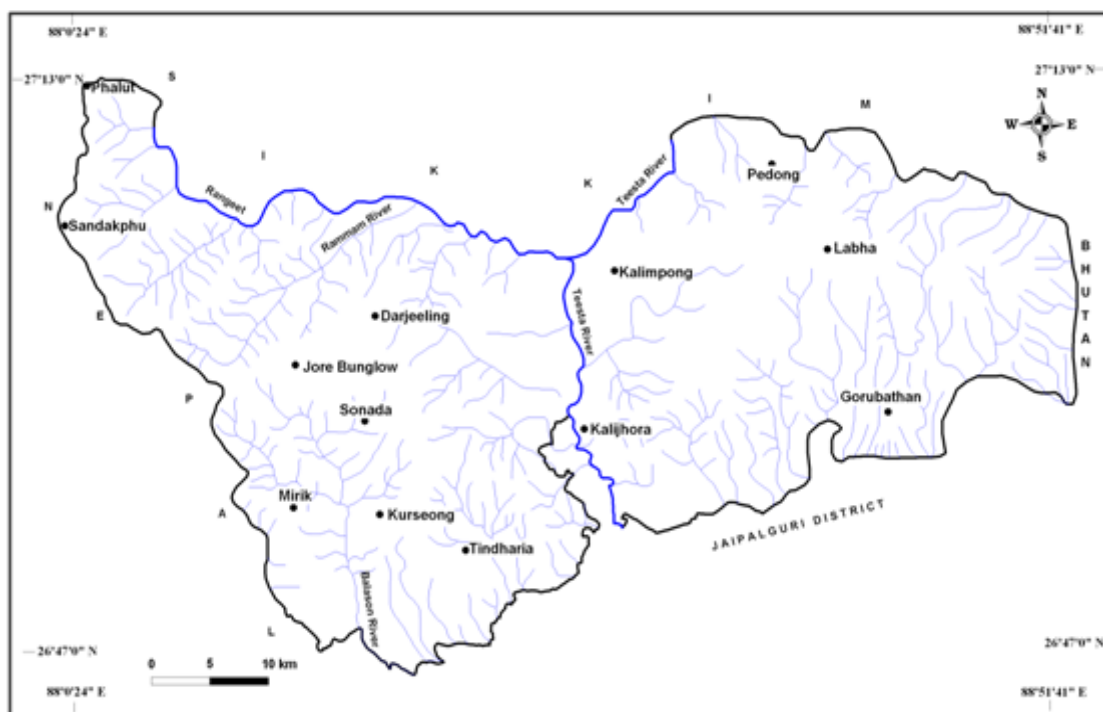 88°0'24" E
88°51'41" E
27°13'0" N
27°13'0" N
N
W E
S
Phalut
S I K K I M
Teesta River
Pedong
Rangeet
Rammam River
Sandakphu
Labha
Kalimpong
NEPAL
BHUTAN
Darjeeling
Teesta River
Jore Bunglow
Sonada
Gorubathan
Kalijhora
Mirik
Kurseong
Tindharia
JAIPALGURI DISTRICT
Balason River
26°47'0" N
26°47'0" N
0 5 10 km
88°0'24" E
88°51'41" E